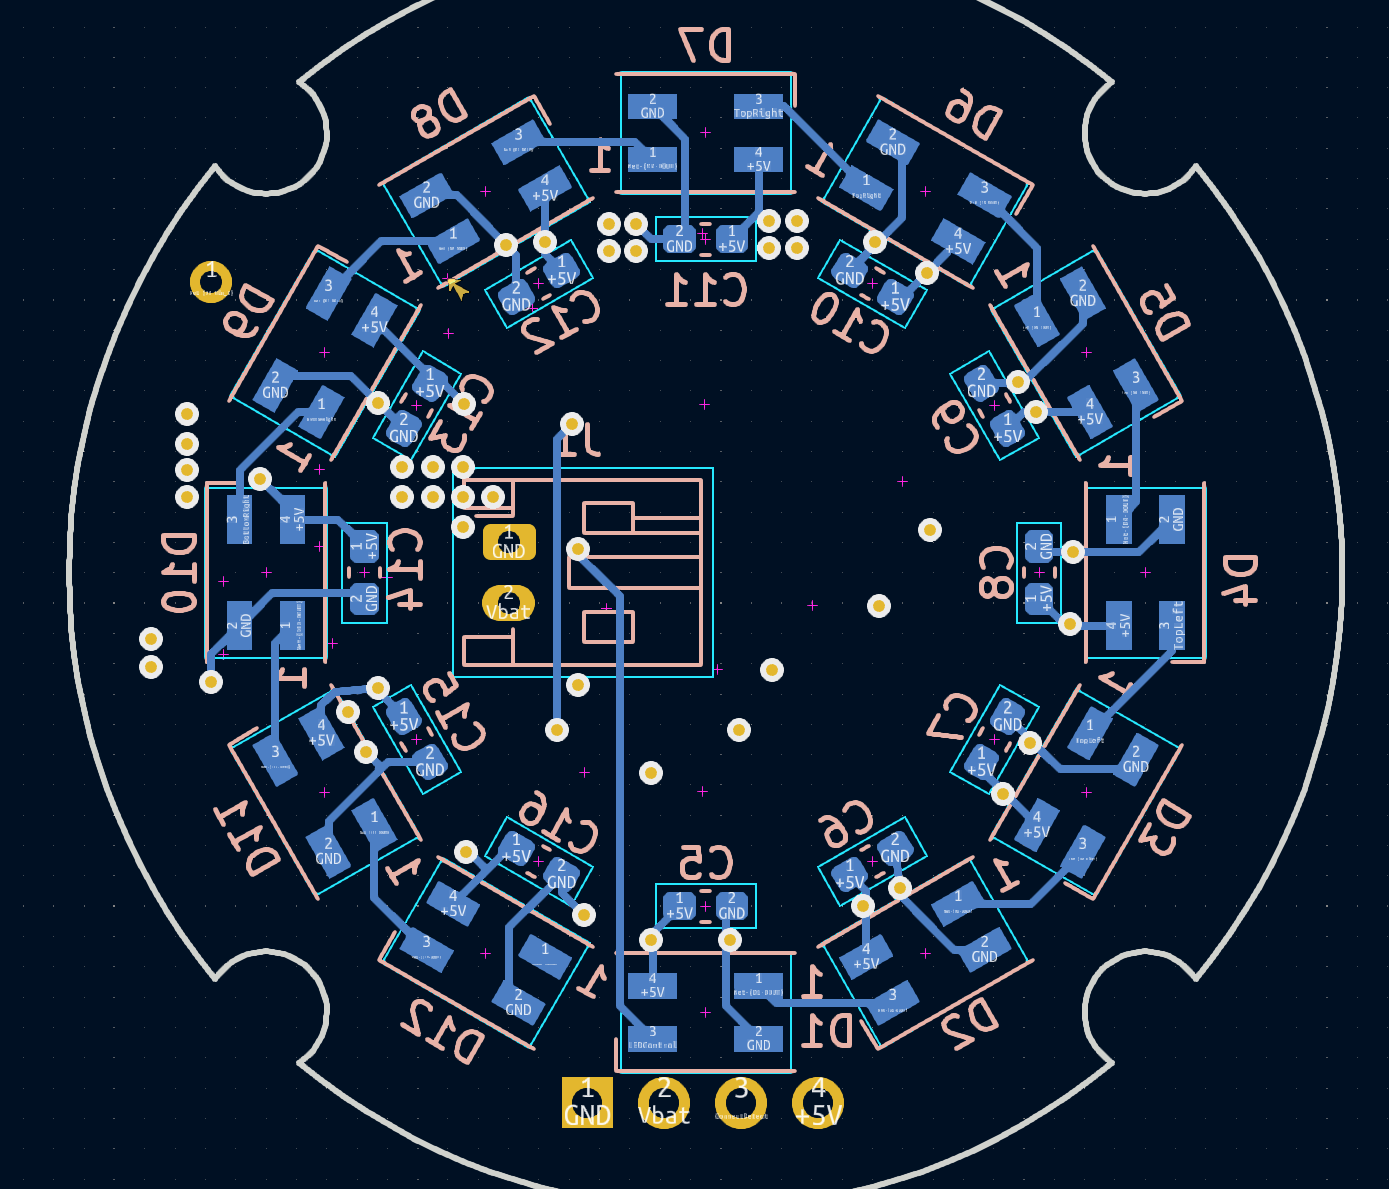 D7
2
GND
3
TopRight
1
4
+5V
1
D8
3
2
GND
4
+5V
1
1
D6
2
GND
1
TopRight
3
4
+5V
1
2
GND
1
+5V
C11
1
+5V
2
GND
C12
2
GND
1
+5V
C10
1
D9
3
4
+5V
2
GND
1
1
D5
2
GND
1
3
4
+5V
1
1
+5V
2
GND
C13
2
GND
1
+5V
C9
J1
1
GND
2
Vbat
D10
3
BottomRight
4
+5V
2
GND
1
1
1
+5V
2
GND
C14
D4
1
2
GND
4
+5V
3
TopLeft
1
2
GND
1
+5V
C8
D11
4
+5V
3
1
2
GND
1
1
+5V
2
GND
C15
D3
1
TopLeft
2
GND
4
+5V
3
1
2
GND
1
+5V
C7
C16
1
+5V
2
GND
C6
2
GND
1
+5V
C5
1
+5V
2
GND
D12
4
+5V
3
1
2
GND
1
D2
1
2
GND
4
+5V
3
D1
4
+5V
1
3
LEDControl
2
GND
1
1
GND
2
Vbat
3
4
+5V